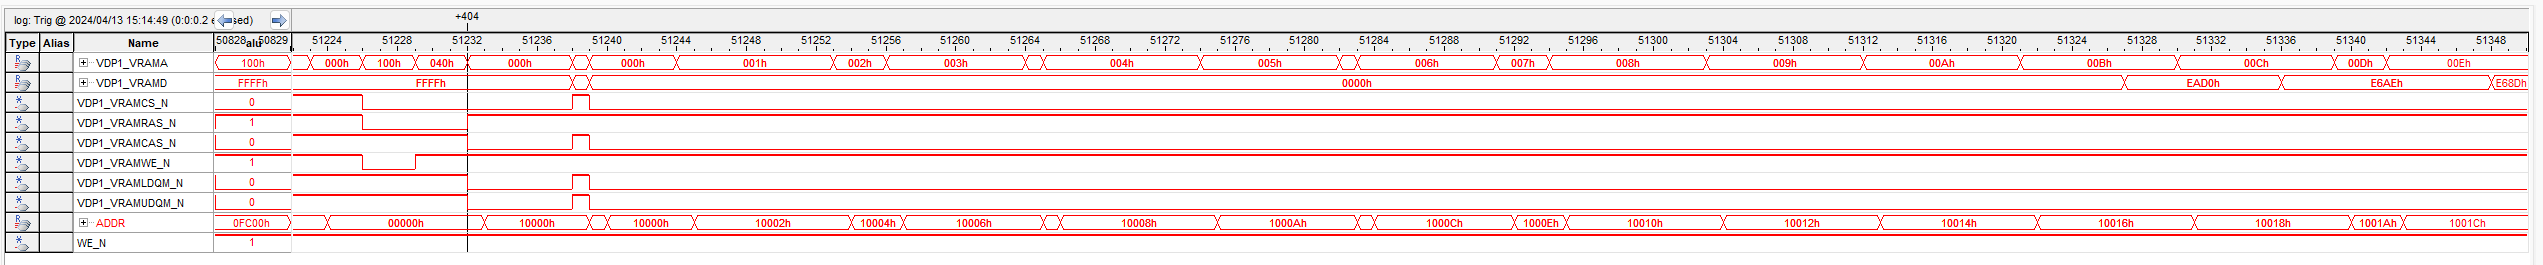 log: Trig @ 2024/04/13 15:14:49 (0:0:0.2 sed)
+404
Type Alias Name 50828 alu 50829 51224 51228 51232 51236 51240 51244 51248 51252 51256 51260 51264 51268 51272 51276 51280 51284 51288 51292 51296 51300 51304 51308 51312 51316 51320 51324 51328 51332 51336 51340 51344 51348
VDP1_VRAMA 100h 000h 100h 040h 000h 000h 001h 002h 003h 004h 005h 006h 007h 008h 009h 00Ah 00Bh 00Ch 00Dh 00Eh
VDP1_VRAMD FFFFh FFFFh 0000h EAD0h E6AEh E68Dh
VDP1_VRAMCS_N 0
VDP1_VRAMRAS_N 1
VDP1_VRAMCAS_N 0
VDP1_VRAMWE_N 1
VDP1_VRAMLDQM_N 0
VDP1_VRAMUDQM_N 0
ADDR 0FC00h 00000h 10000h 10000h 10002h 10004h 10006h 10008h 1000Ah 1000Ch 1000Eh 10010h 10012h 10014h 10016h 10018h 1001Ah 1001Ch
WE_N 1